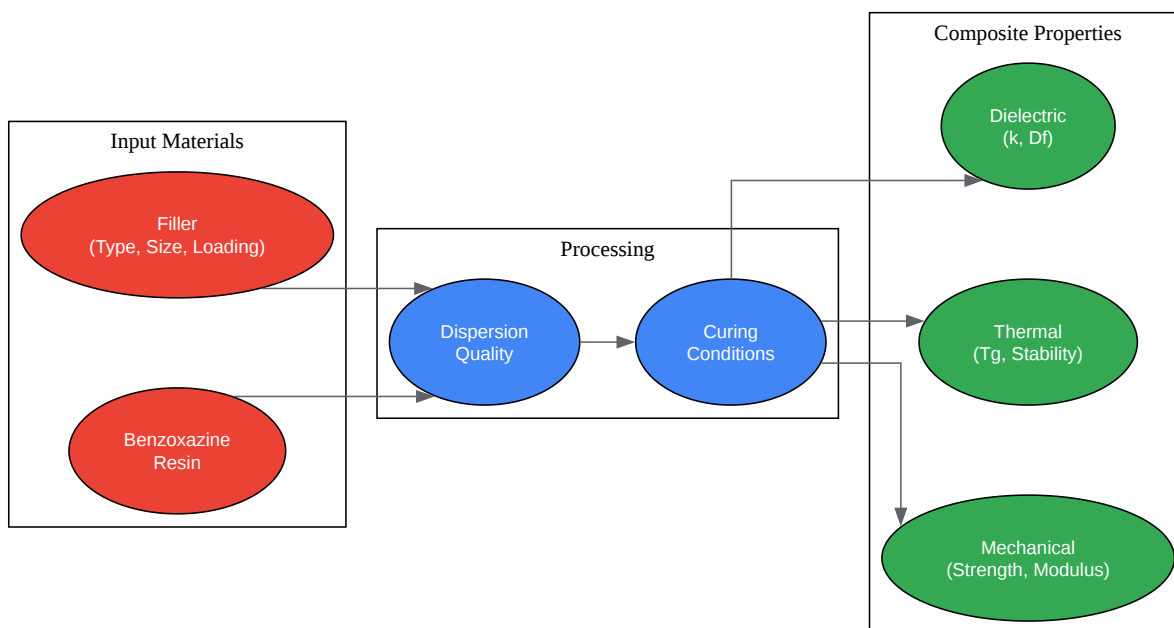 Input Materials
Filler
(Type, Size, Loading)
Benzoxazine
Resin
Processing
Dispersion
Quality
Curing
Conditions
Composite Properties
Dielectric
(k, Df)
Thermal
(Tg, Stability)
Mechanical
(Strength, Modulus)